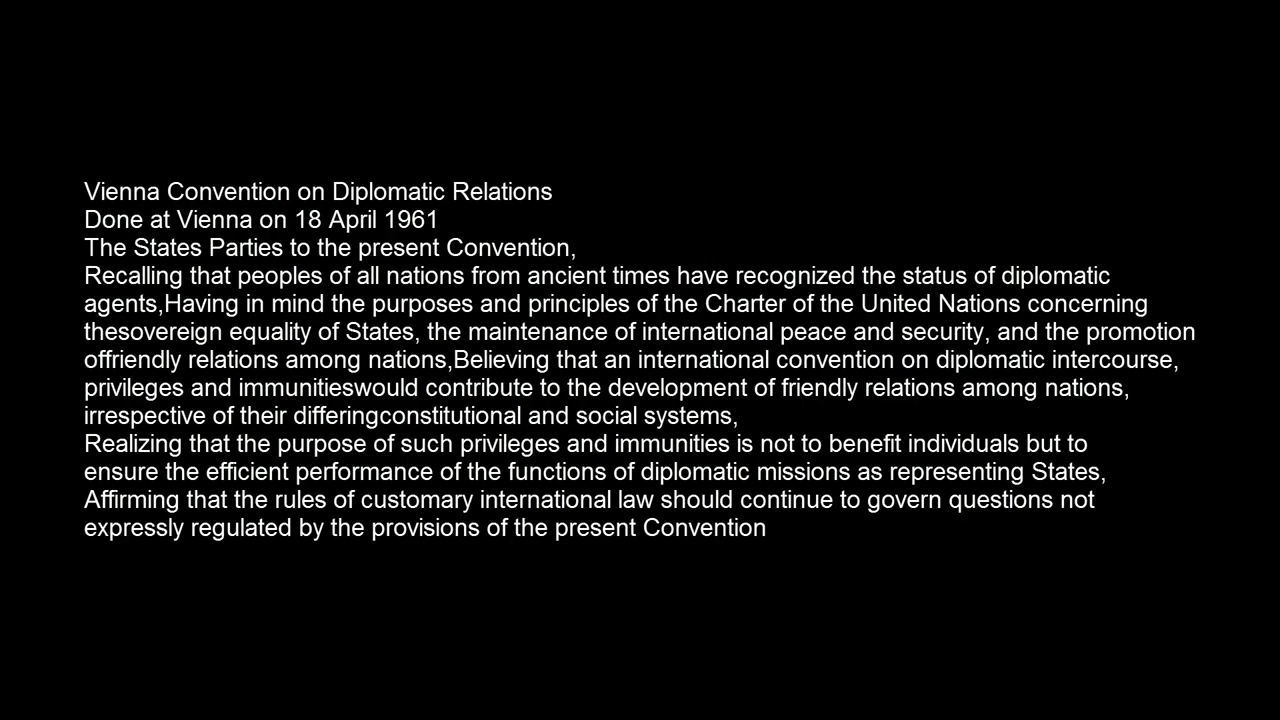 Vienna Convention on Diplomatic Relations
Done at Vienna on 18 April 1961
The States Parties to the present Convention,
Recalling that peoples of all nations from ancient times have recognized the status of diplomatic
agents,Having in mind the purposes and principles of the Charter of the United Nations concerning
thesovereign equality of States, the maintenance of international peace and security, and the promotion
offriendly relations among nations,Believing that an international convention on diplomatic intercourse,
privileges and immunitieswould contribute to the development of friendly relations among nations,
irrespective of their differingconstitutional and social systems,
Realizing that the purpose of such privileges and immunities is not to benefit individuals but to
ensure the efficient performance of the functions of diplomatic missions as representing States,
Affirming that the rules of customary international law should continue to govern questions not
expressly regulated by the provisions of the present Convention